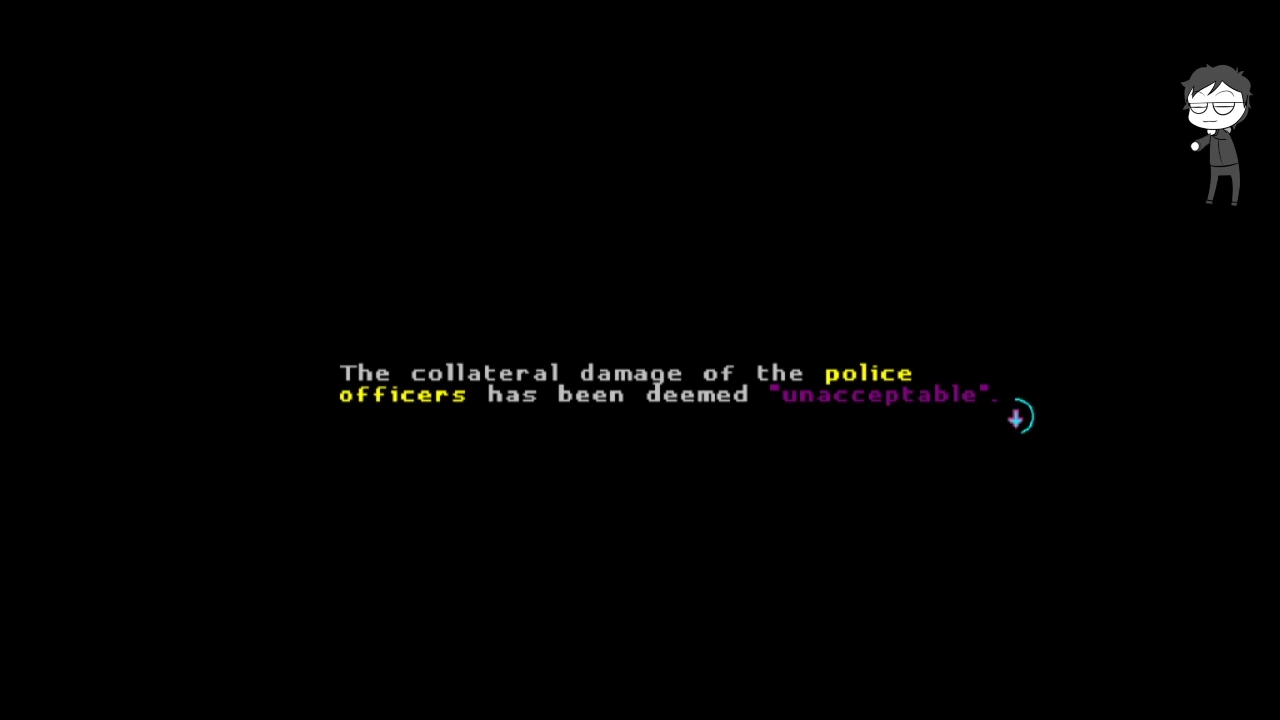 The collateral damage of the police
officers has been deemed "unacceptable".